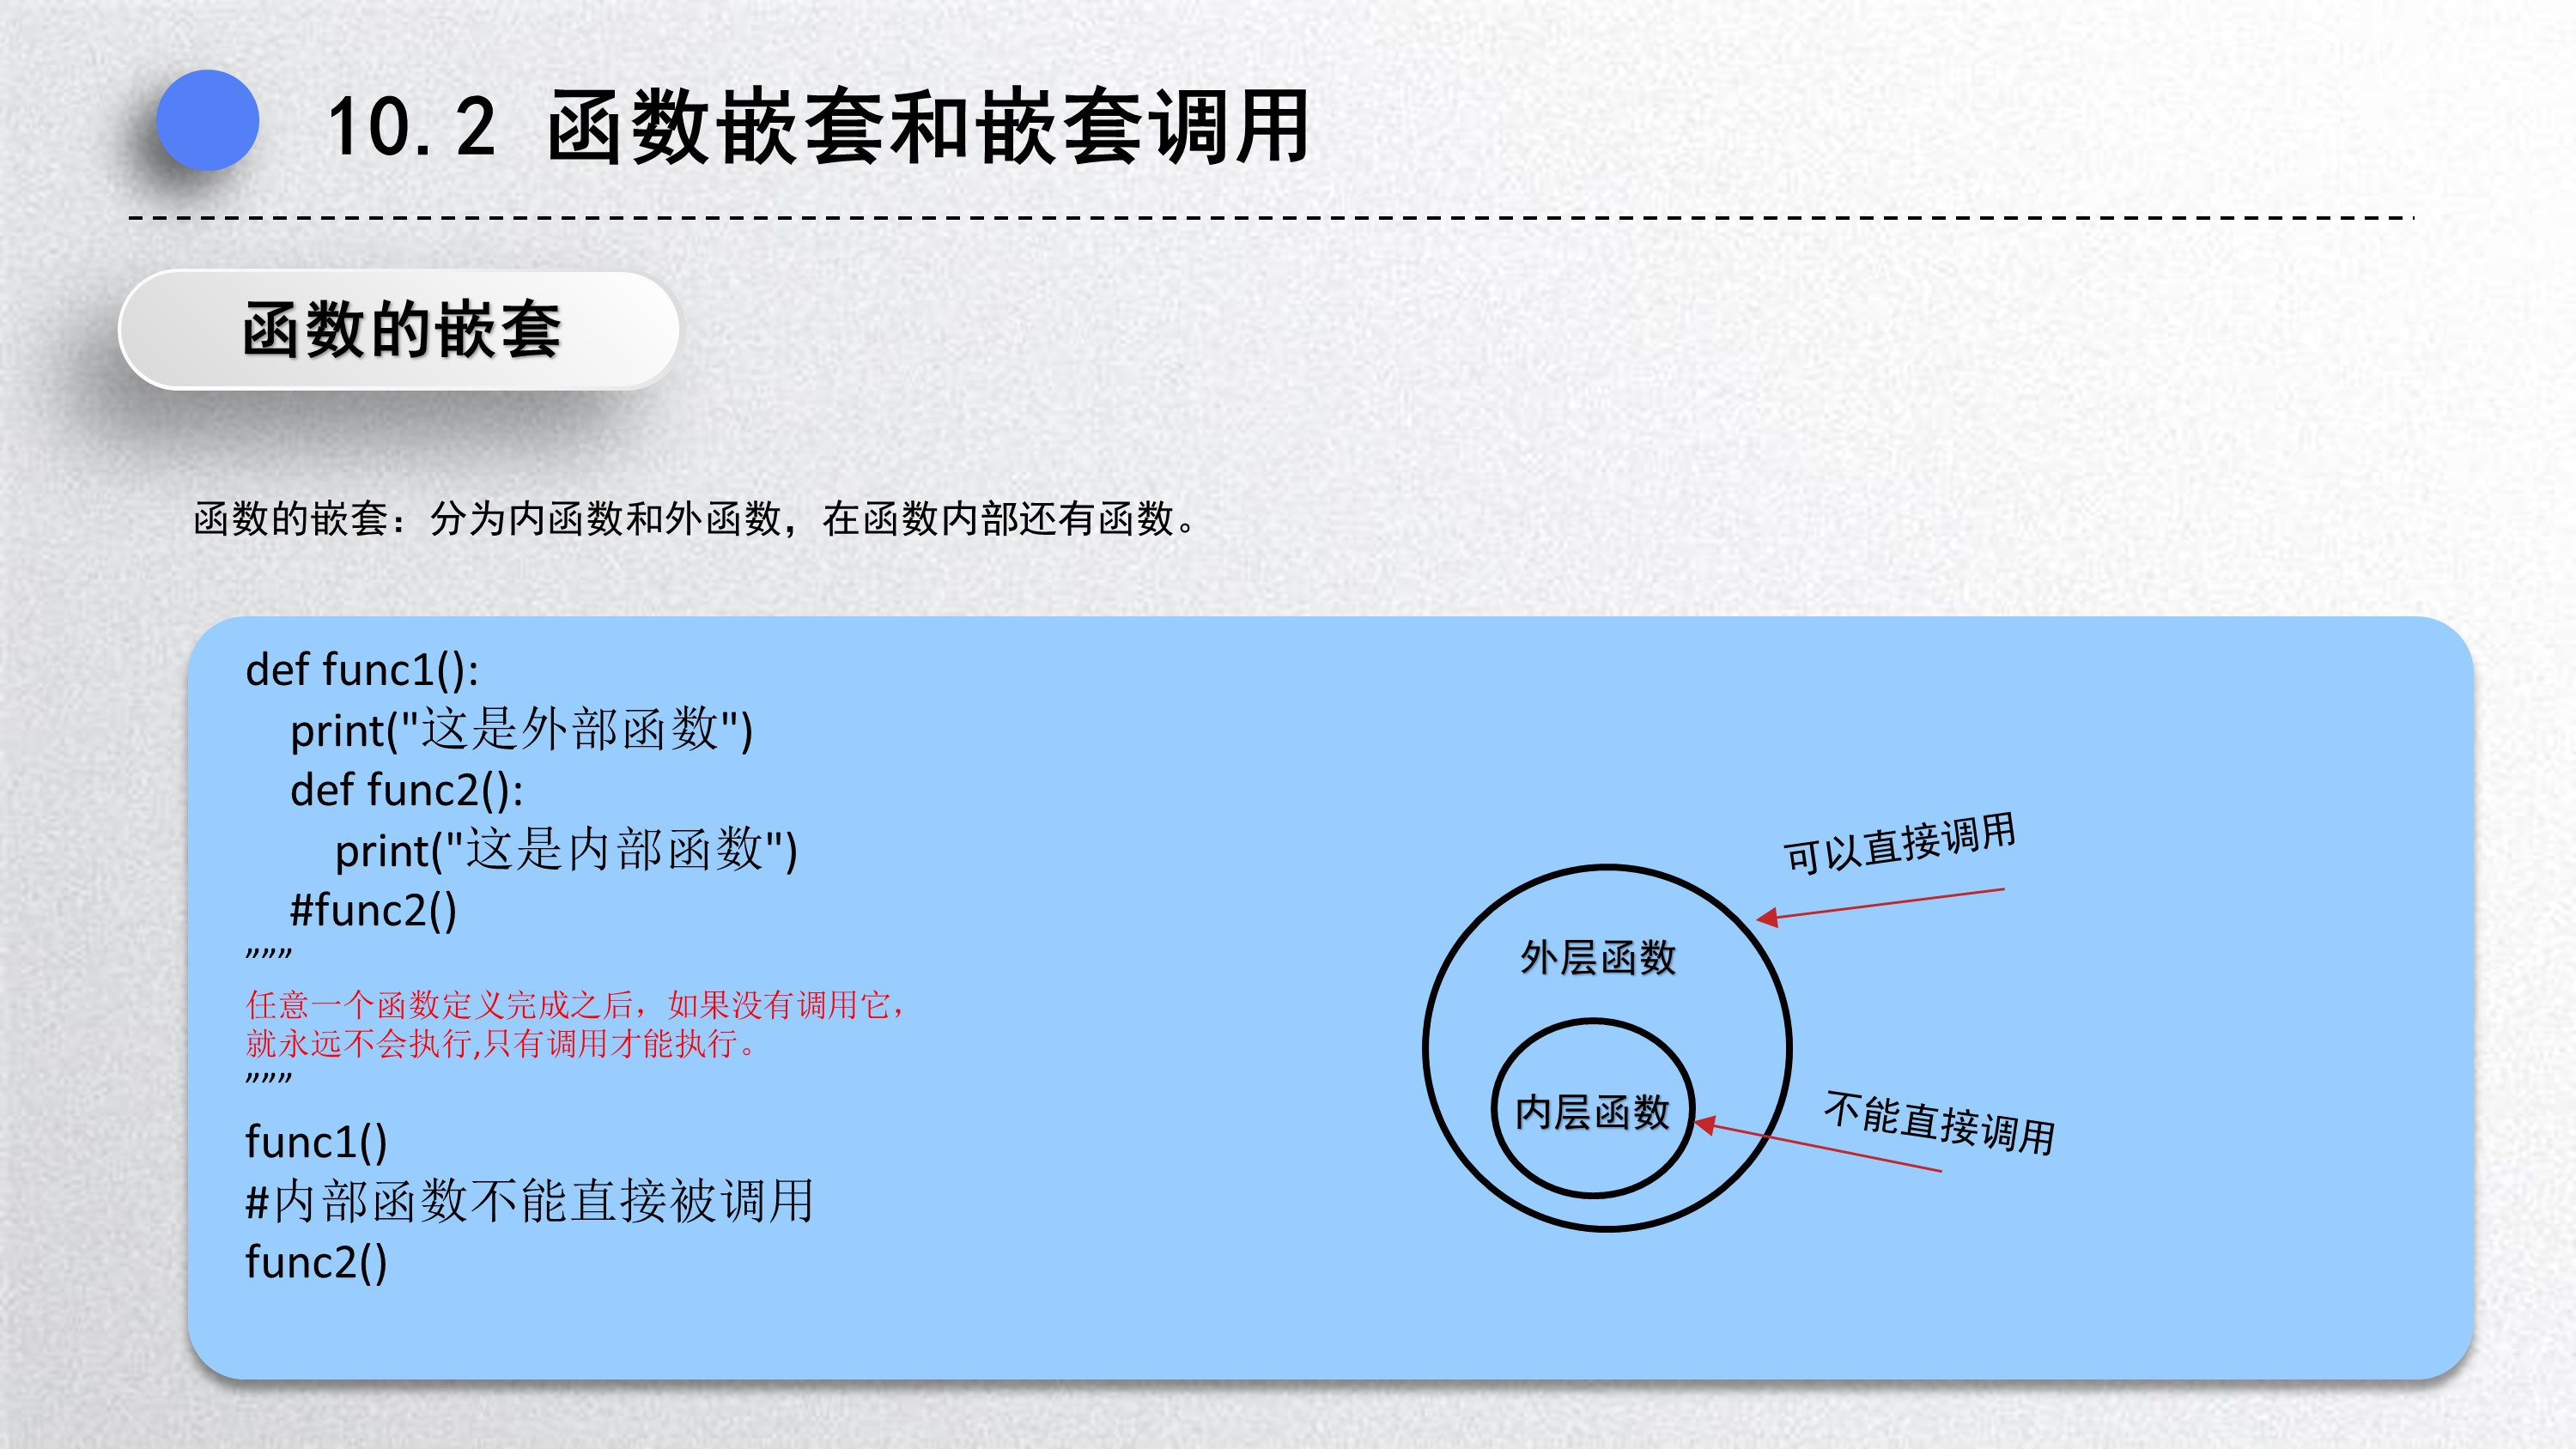 10.2 函数嵌套和嵌套调用
函数的嵌套
函数的嵌套：分为内函数和外函数，在函数内部还有函数。
def func1():
    print("这是外部函数")
    def func2():
        print("这是内部函数")
    #func2()
”””
任意一个函数定义完成之后，如果没有调用它，
就永远不会执行,只有调用才能执行。
”””
func1()
#内部函数不能直接被调用
func2()
可以直接调用
外层函数
内层函数
不能直接调用